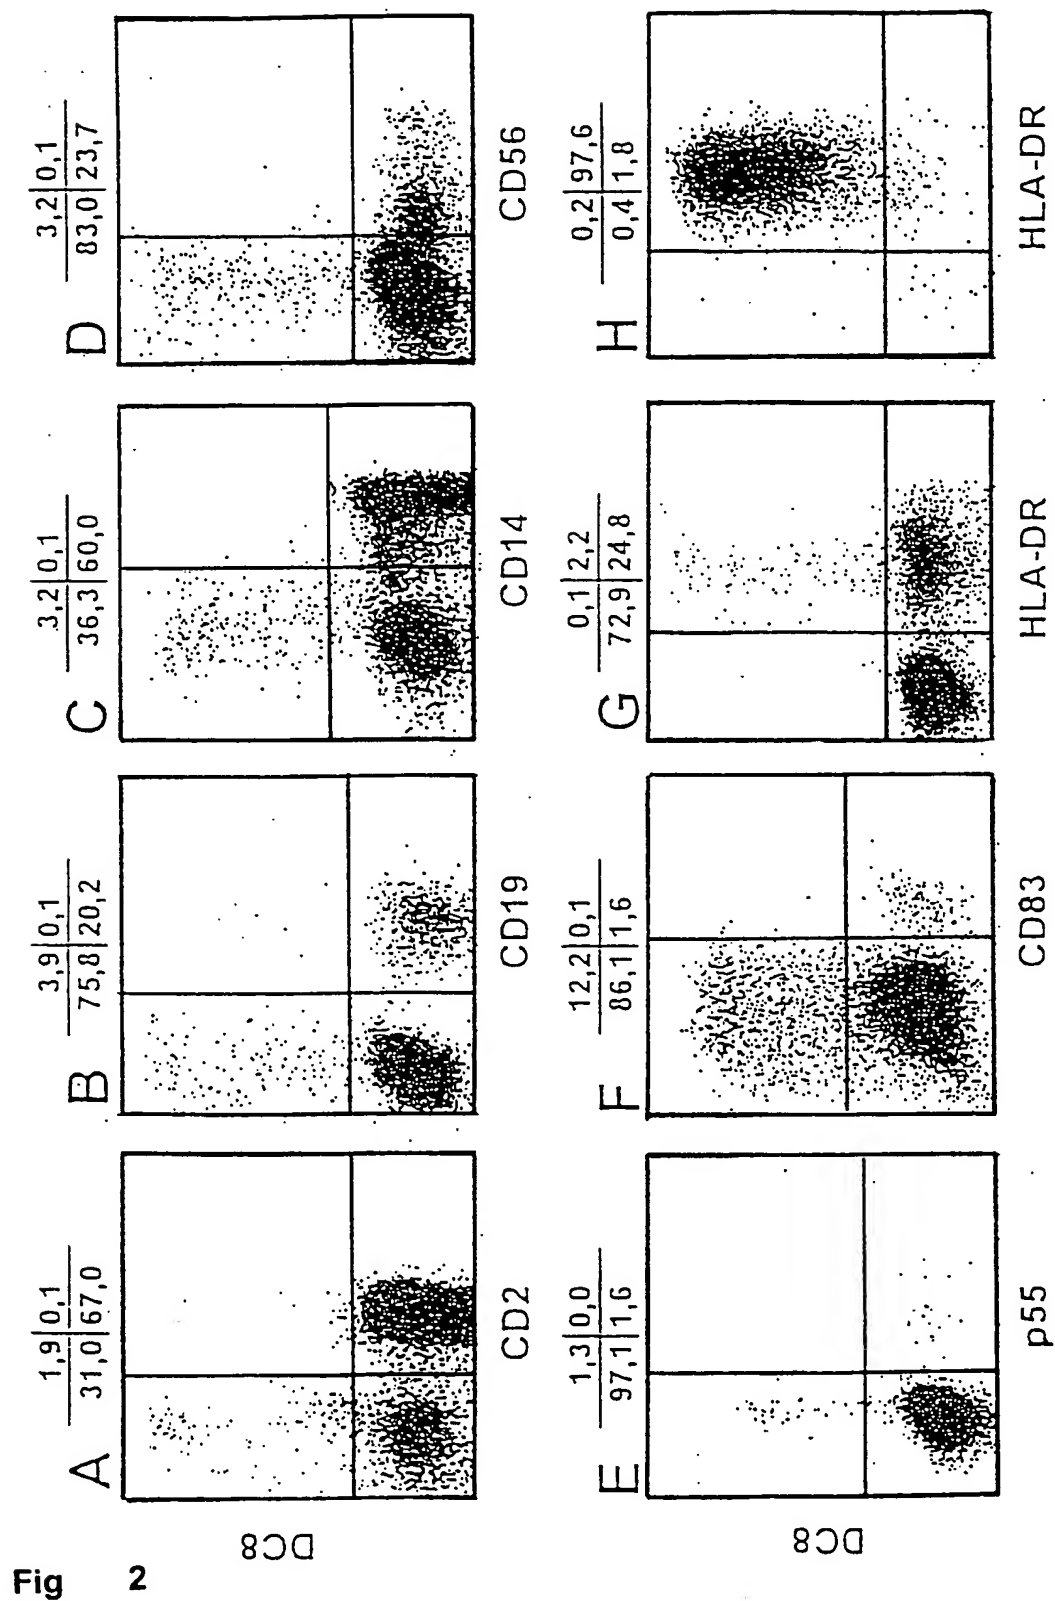 Fig 2
DC8
A
1,9|0,1
31,0|67,0
CD2
B
3,9|0,1
75,8|20,2
CD19
C
3,2|0,1
36,3|60,0
CD14
D
3,2|0,1
83,0|23,7
CD56
DC8
E
1,3|0,0
97,1|1,6
p55
F
12,2|0,1
86,1|1,6
CD83
G
0,1|2,2
72,9|24,8
HLA-DR
H
0,2|97,6
0,4|1,8
HLA-DR